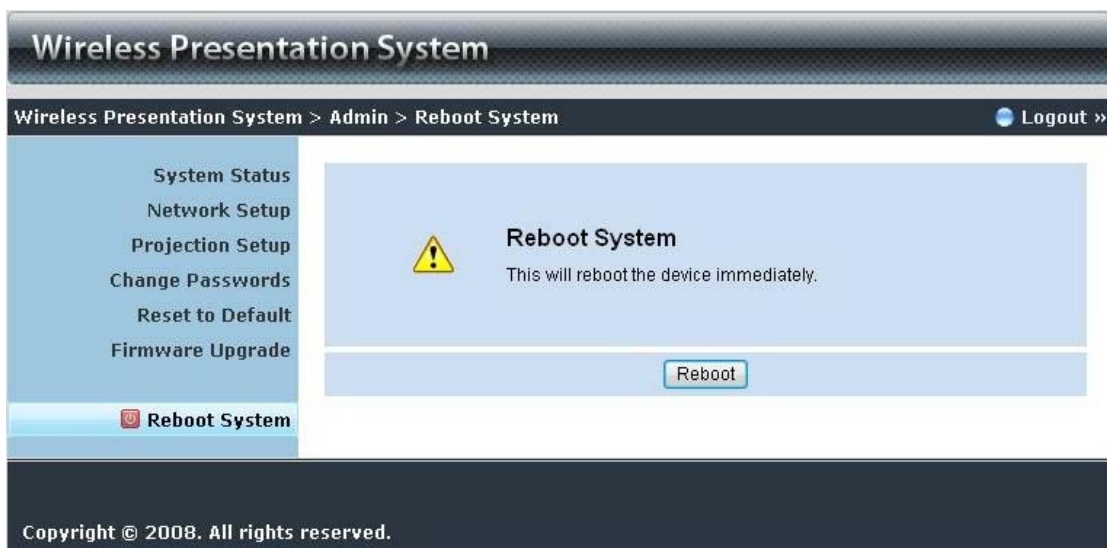 Wireless Presentation System
Wireless Presentation System > Admin > Reboot System
Logout »
System Status
Network Setup
Projection Setup
Change Passwords
Reset to Default
Firmware Upgrade
Reboot System
Reboot System
This will reboot the device immediately.
Reboot
Copyright © 2008. All rights reserved.